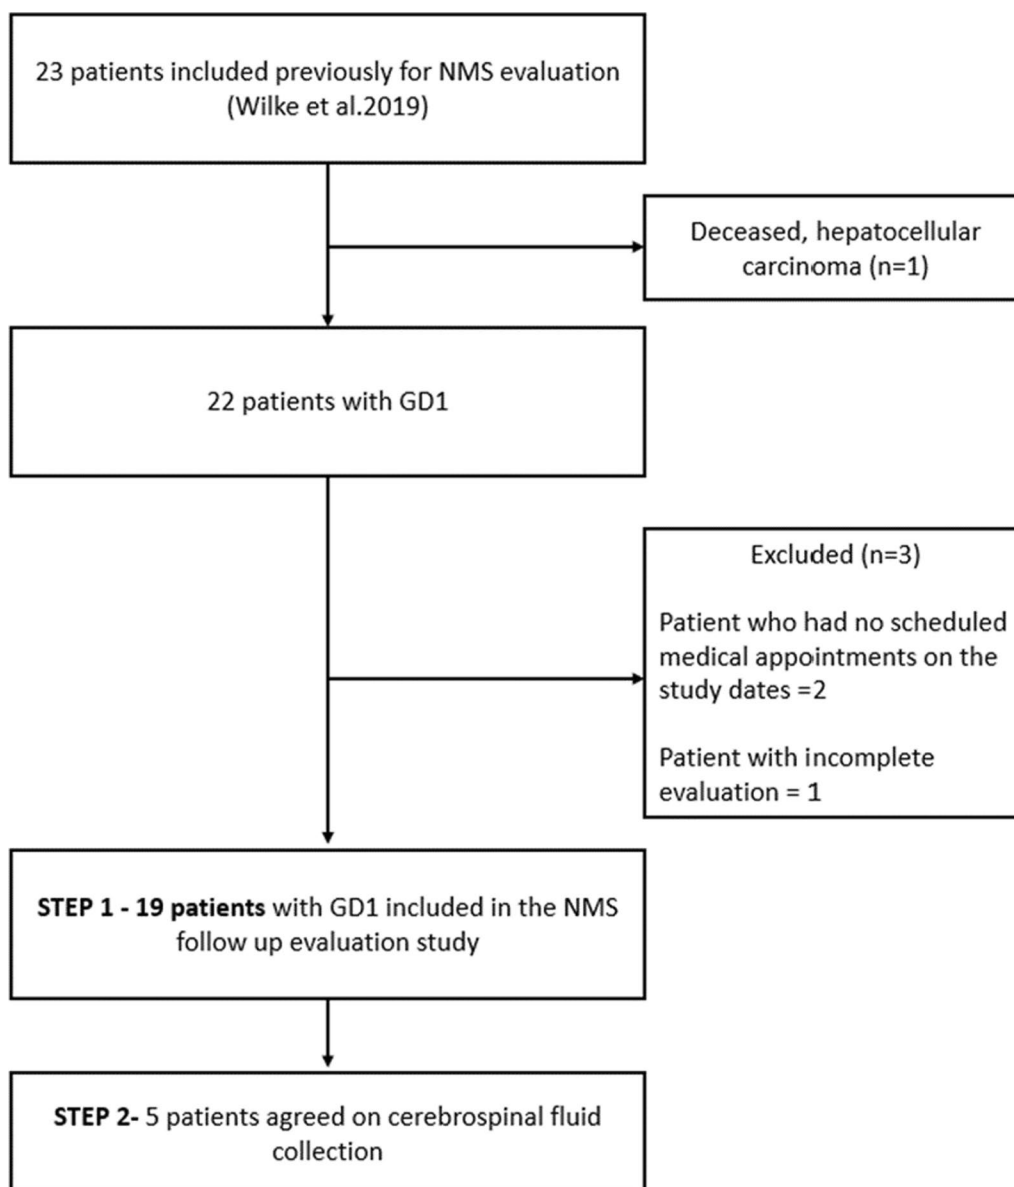 23 patients included previously for NMS evaluation
(Wilke et al.2019)
Deceased, hepatocellular
carcinoma (n=1)
22 patients with GD1
Excluded (n=3)
Patient who had no scheduled
medical appointments on the
study dates =2
Patient with incomplete
evaluation = 1
STEP 1 - 19 patients with GD1 included in the NMS
follow up evaluation study
STEP 2- 5 patients agreed on cerebrospinal fluid
collection